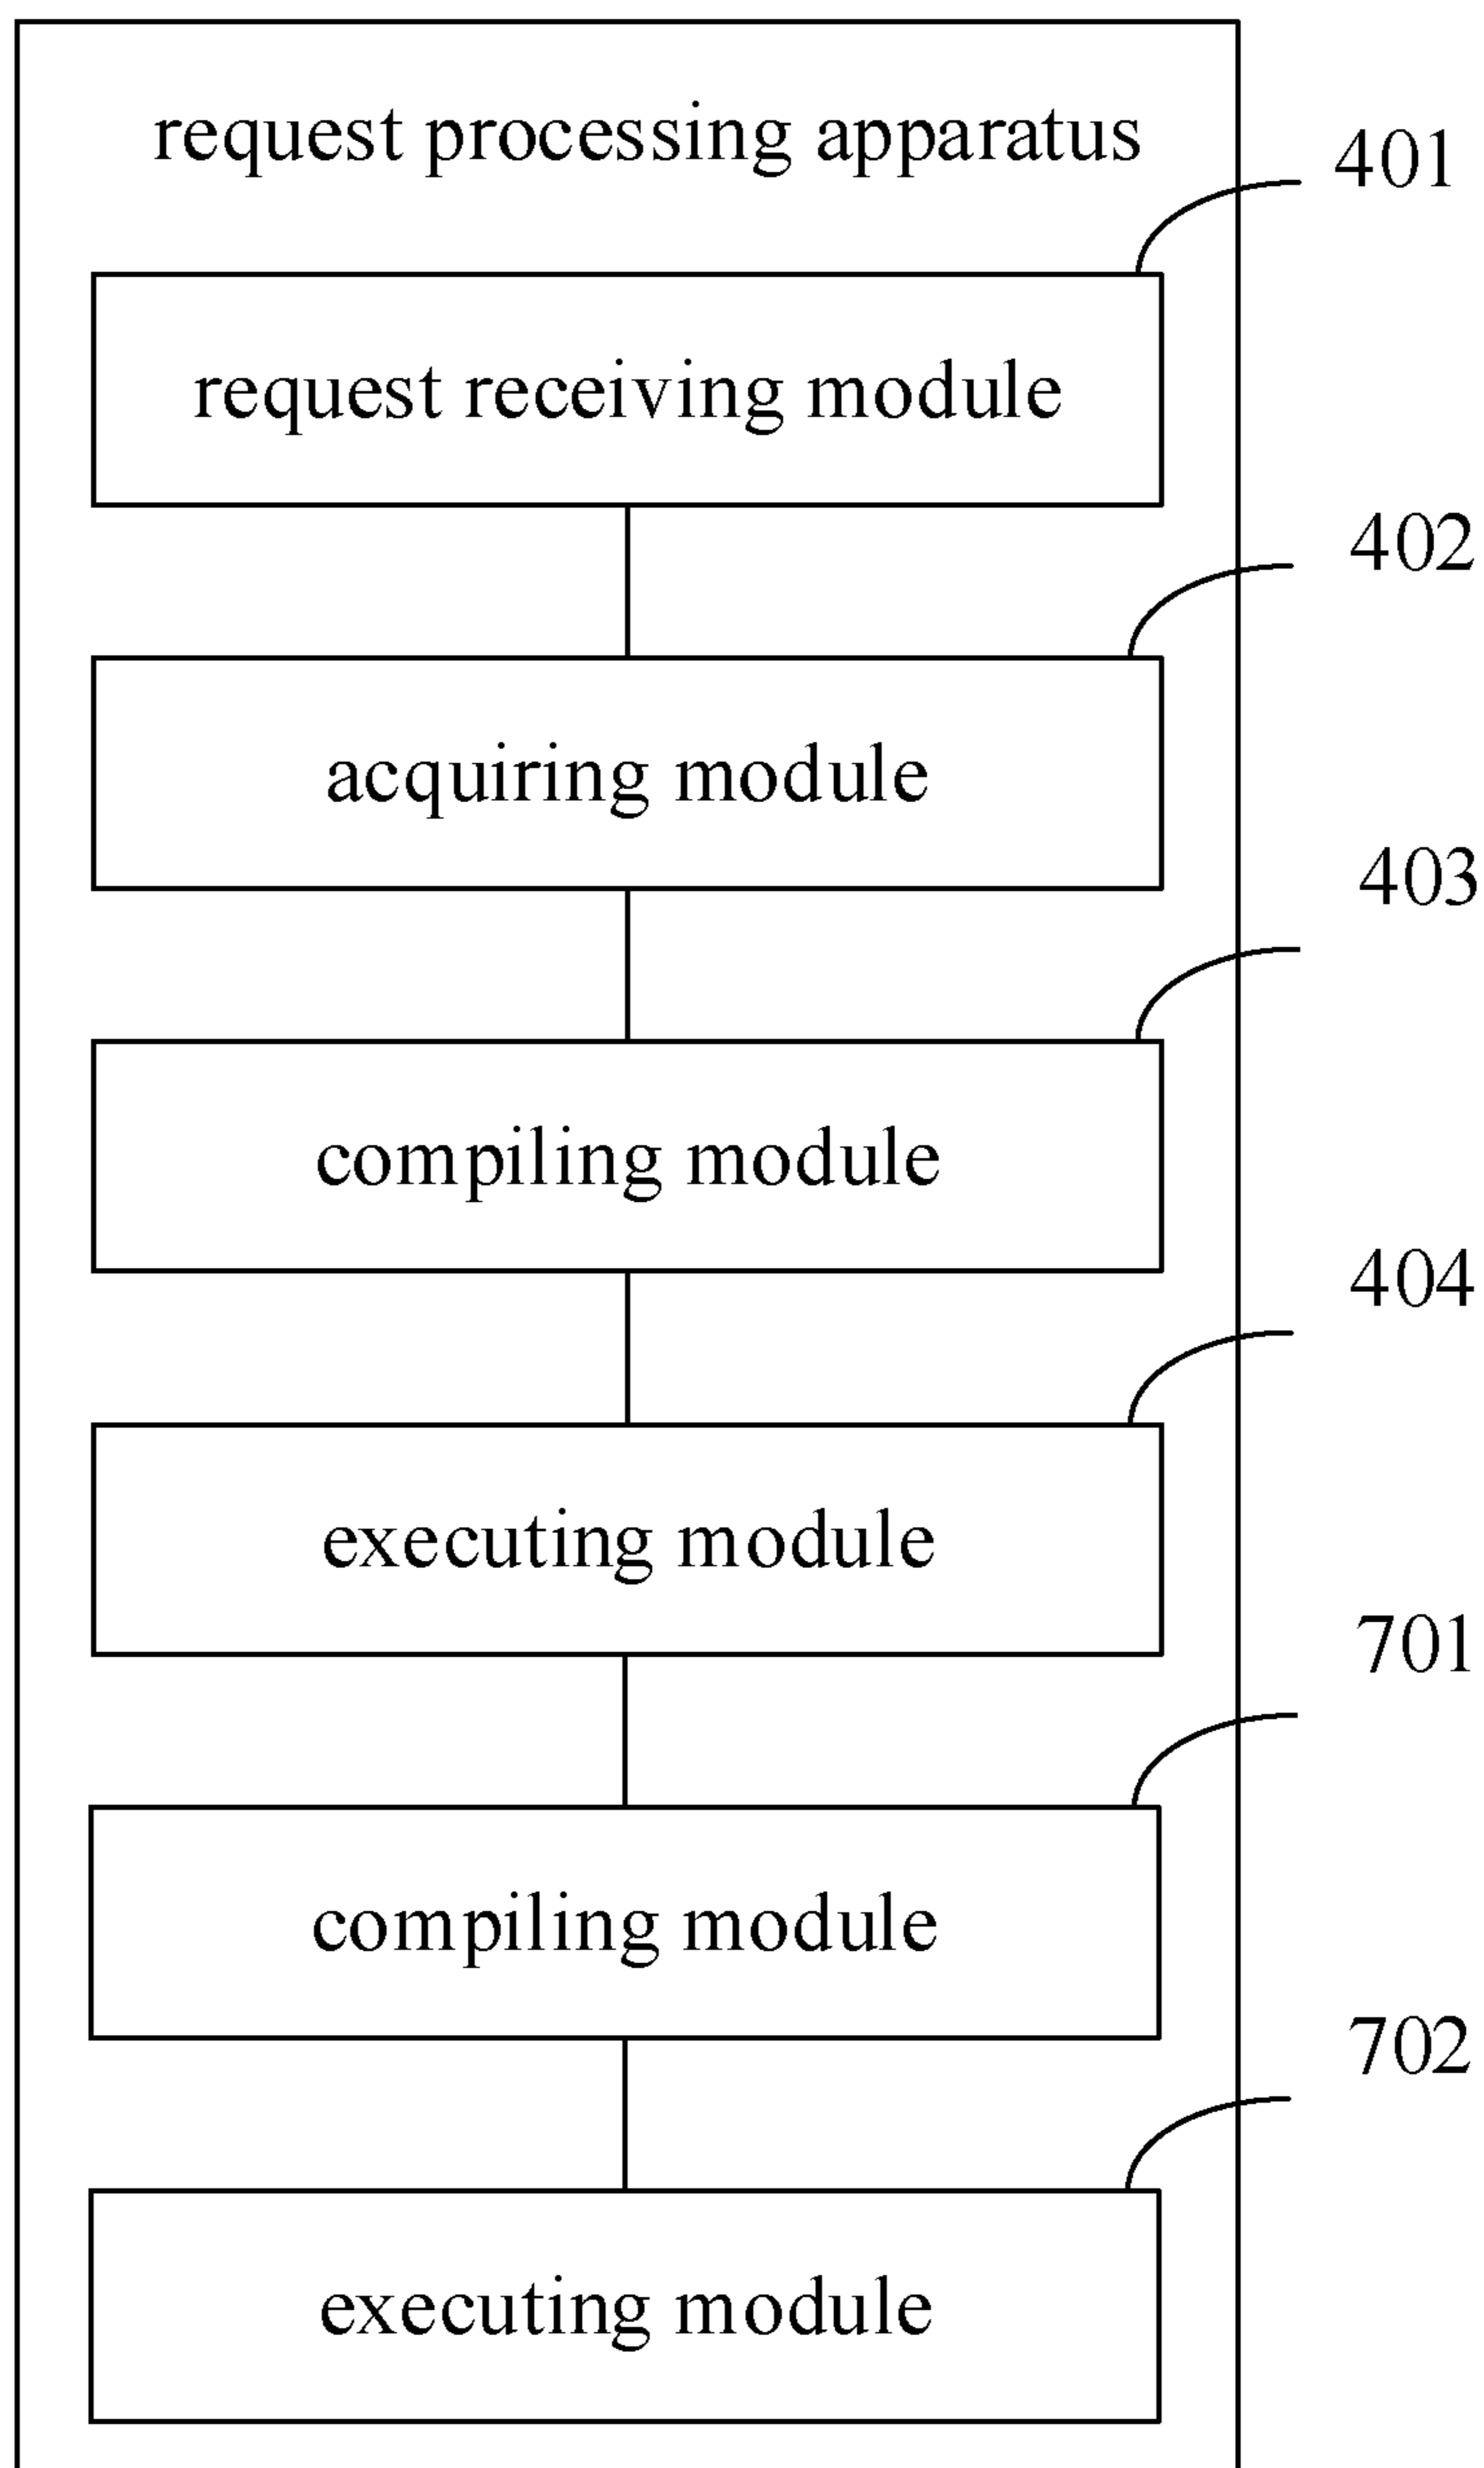 request processing apparatus
401
request receiving module
402
acquiring module
403
compiling module
404
executing module
701
compiling module
702
executing module